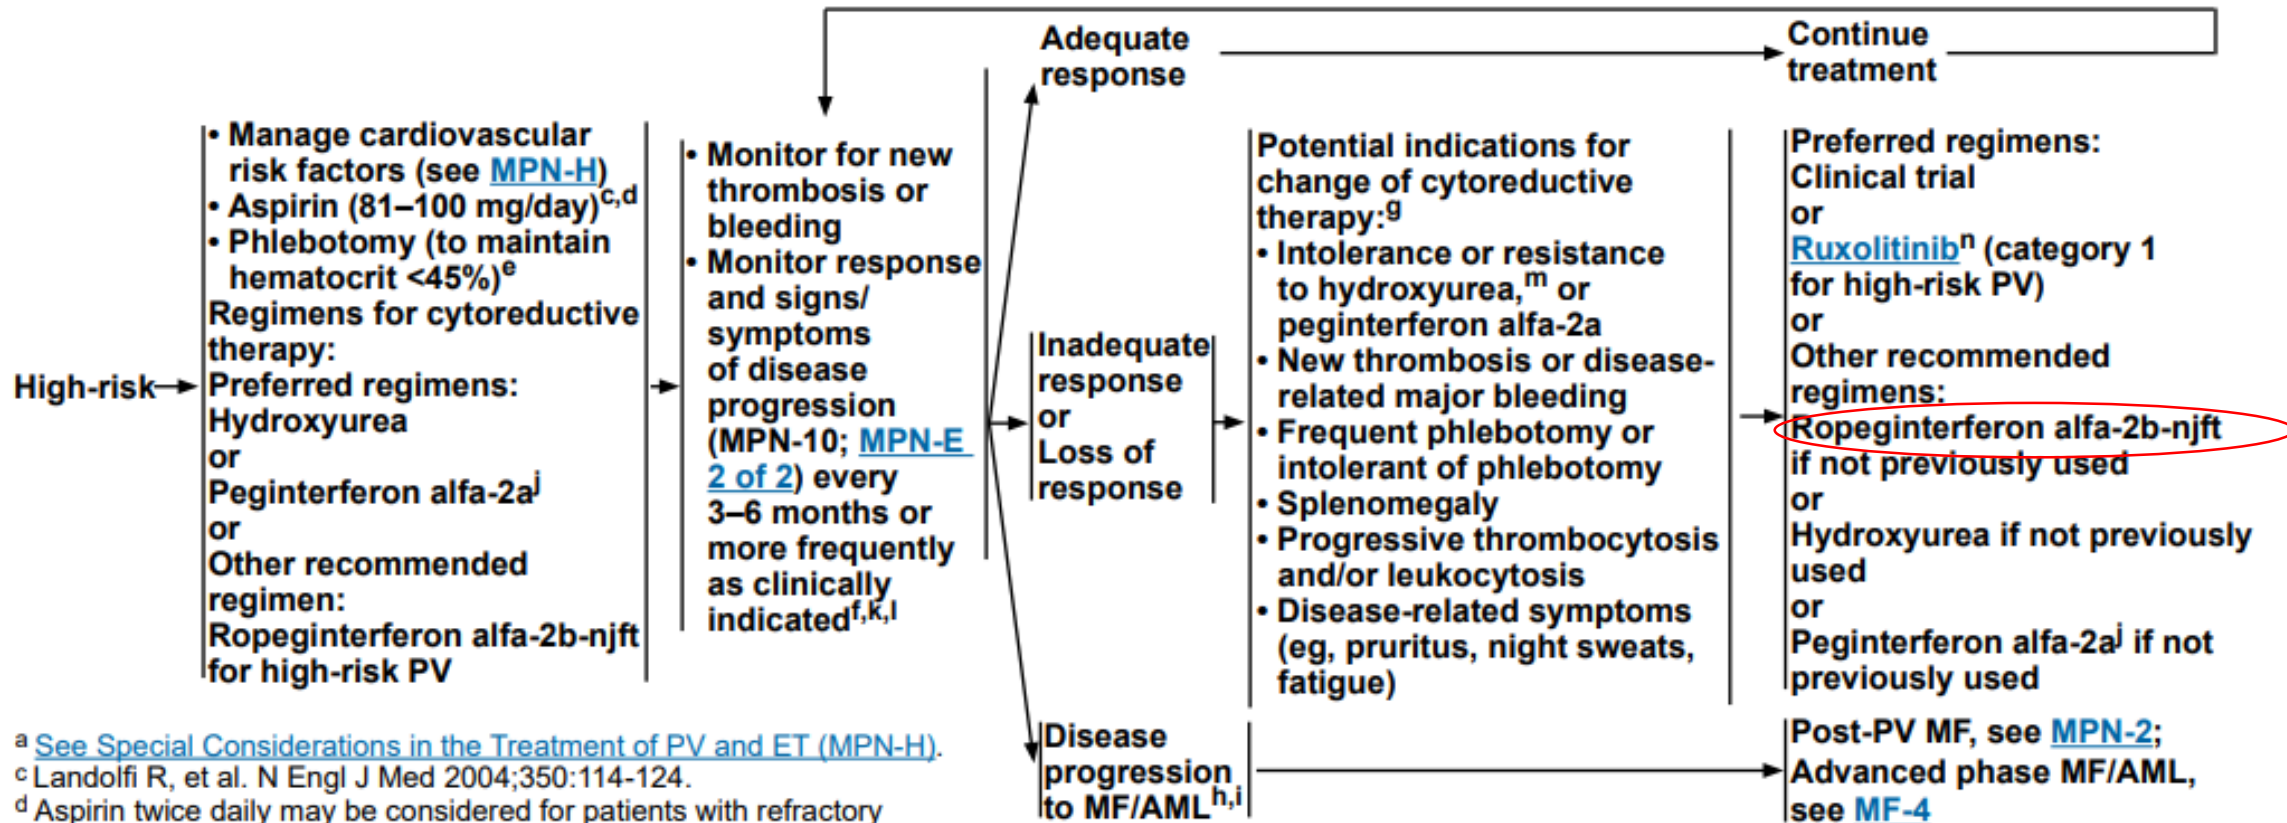 High-risk
• Manage cardiovascular
risk factors (see MPN-H)
• Aspirin (81–100 mg/day)c,d
• Phlebotomy (to maintain
hematocrit <45%)e
Regimens for cytoreductive
therapy:
Preferred regimens:
Hydroxyurea
or
Peginterferon alfa-2aj
or
Other recommended
regimen:
Ropeginterferon alfa-2b-njft
for high-risk PV
• Monitor for new
thrombosis or
bleeding
• Monitor response
and signs/
symptoms
of disease
progression
(MPN-10; MPN-E
2 of 2) every
3–6 months or
more frequently
as clinically
indicatedf,k,l
Adequate
response
Continue
treatment
Inadequate
response
or
Loss of
response
Potential indications for
change of cytoreductive
therapy:g
• Intolerance or resistance
to hydroxyurea,m or
peginterferon alfa-2a
• New thrombosis or disease-
related major bleeding
• Frequent phlebotomy or
intolerant of phlebotomy
• Splenomegaly
• Progressive thrombocytosis
and/or leukocytosis
• Disease-related symptoms
(eg, pruritus, night sweats,
fatigue)
Preferred regimens:
Clinical trial
or
Ruxolitinibn (category 1
for high-risk PV)
or
Other recommended
regimens:
Ropeginterferon alfa-2b-njft
if not previously used
or
Hydroxyurea if not previously
used
or
Peginterferon alfa-2aj if not
previously used
Disease
progression
to MF/AMLh,i
Post-PV MF, see MPN-2;
Advanced phase MF/AML,
see MF-4
a See Special Considerations in the Treatment of PV and ET (MPN-H).
c Landolfi R, et al. N Engl J Med 2004;350:114-124.
d Aspirin twice daily may be considered for patients with refractory